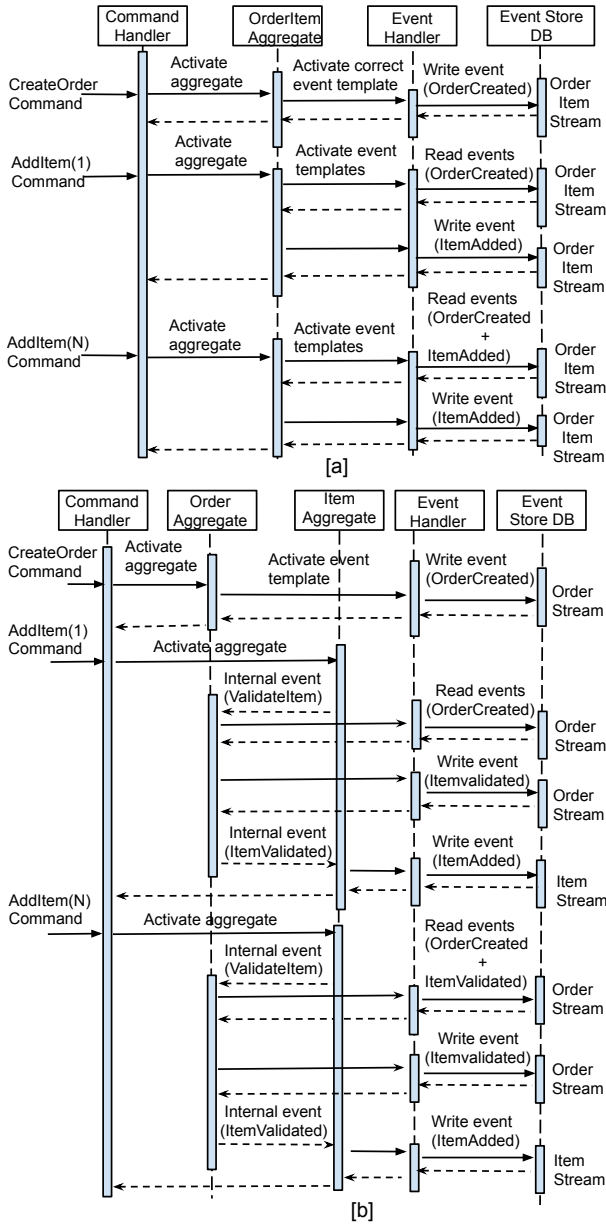 Command
Handler
OrderItem
Aggregate
Event
Handler
Event Store
DB
CreateOrder
Command
Activate
aggregate
Activate correct
event template
Write event
(OrderCreated)
Order
Item
Stream
AddItem(1)
Command
Activate
aggregate
Activate event
templates
Read events
(OrderCreated)
Order
Item
Stream
Write event
(ItemAdded)
Order
Item
Stream
AddItem(N)
Command
Activate
aggregate
Activate event
templates
Read events
(OrderCreated
+
ItemAdded)
Order
Item
Stream
Write event
(ItemAdded)
Order
Item
Stream
[a]
Command
Handler
Order
Aggregate
Item
Aggregate
Event
Handler
Event
Store DB
CreateOrder
Command
Activate
aggregate
Activate event
template
Write event
(OrderCreated)
Order
Stream
AddItem(1)
Command
Activate aggregate
Internal event
(ValidateItem)
Read events
(OrderCreated)
Order
Stream
Write event
(Itemvalidated)
Order
Stream
Internal event
(ItemValidated)
Write event
(ItemAdded)
Item
Stream
AddItem(N)
Command
Activate aggregate
Internal event
(ValidateItem)
Read events
(OrderCreated
+
ItemValidated)
Order
Stream
Write event
(Itemvalidated)
Order
Stream
Internal event
(ItemValidated)
Write event
(ItemAdded)
Item
Stream
[b]